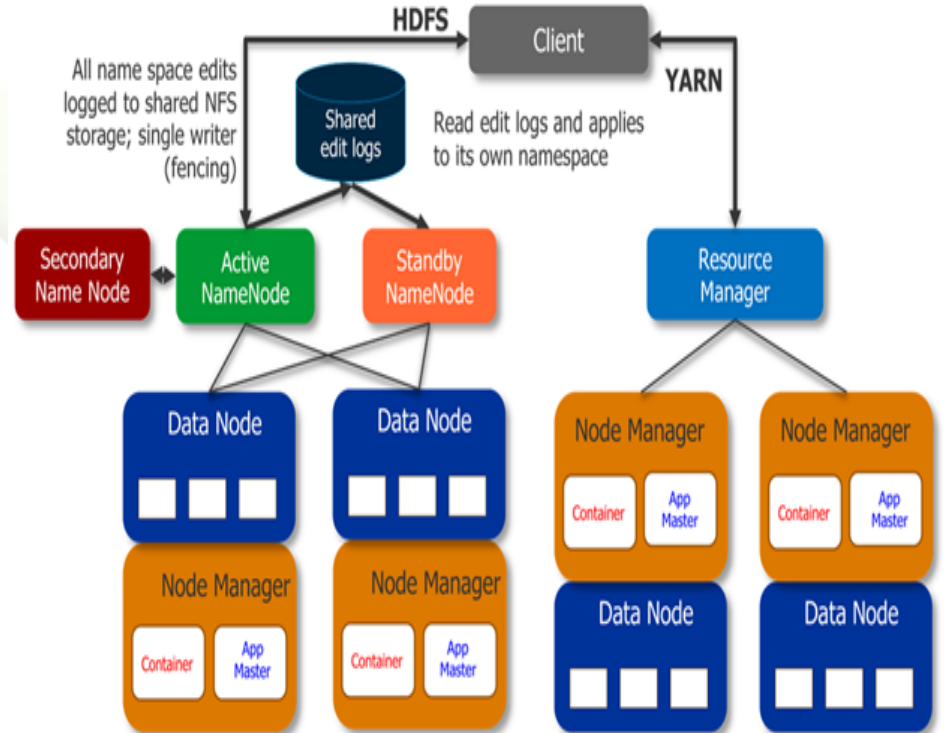 HDFS
Client
YARN
All name space edits
logged to shared NFS
storage; single writer
(fencing)
Shared
edit logs
Read edit logs and applies
to its own namespace
Secondary
Name Node
Active
NameNode
Standby
NameNode
Resource
Manager
Data Node
Data Node
Node Manager
Container
App
Master
Node Manager
Container
App
Master
Node Manager
Container
App
Master
Node Manager
Container
App
Master
Data Node
Data Node